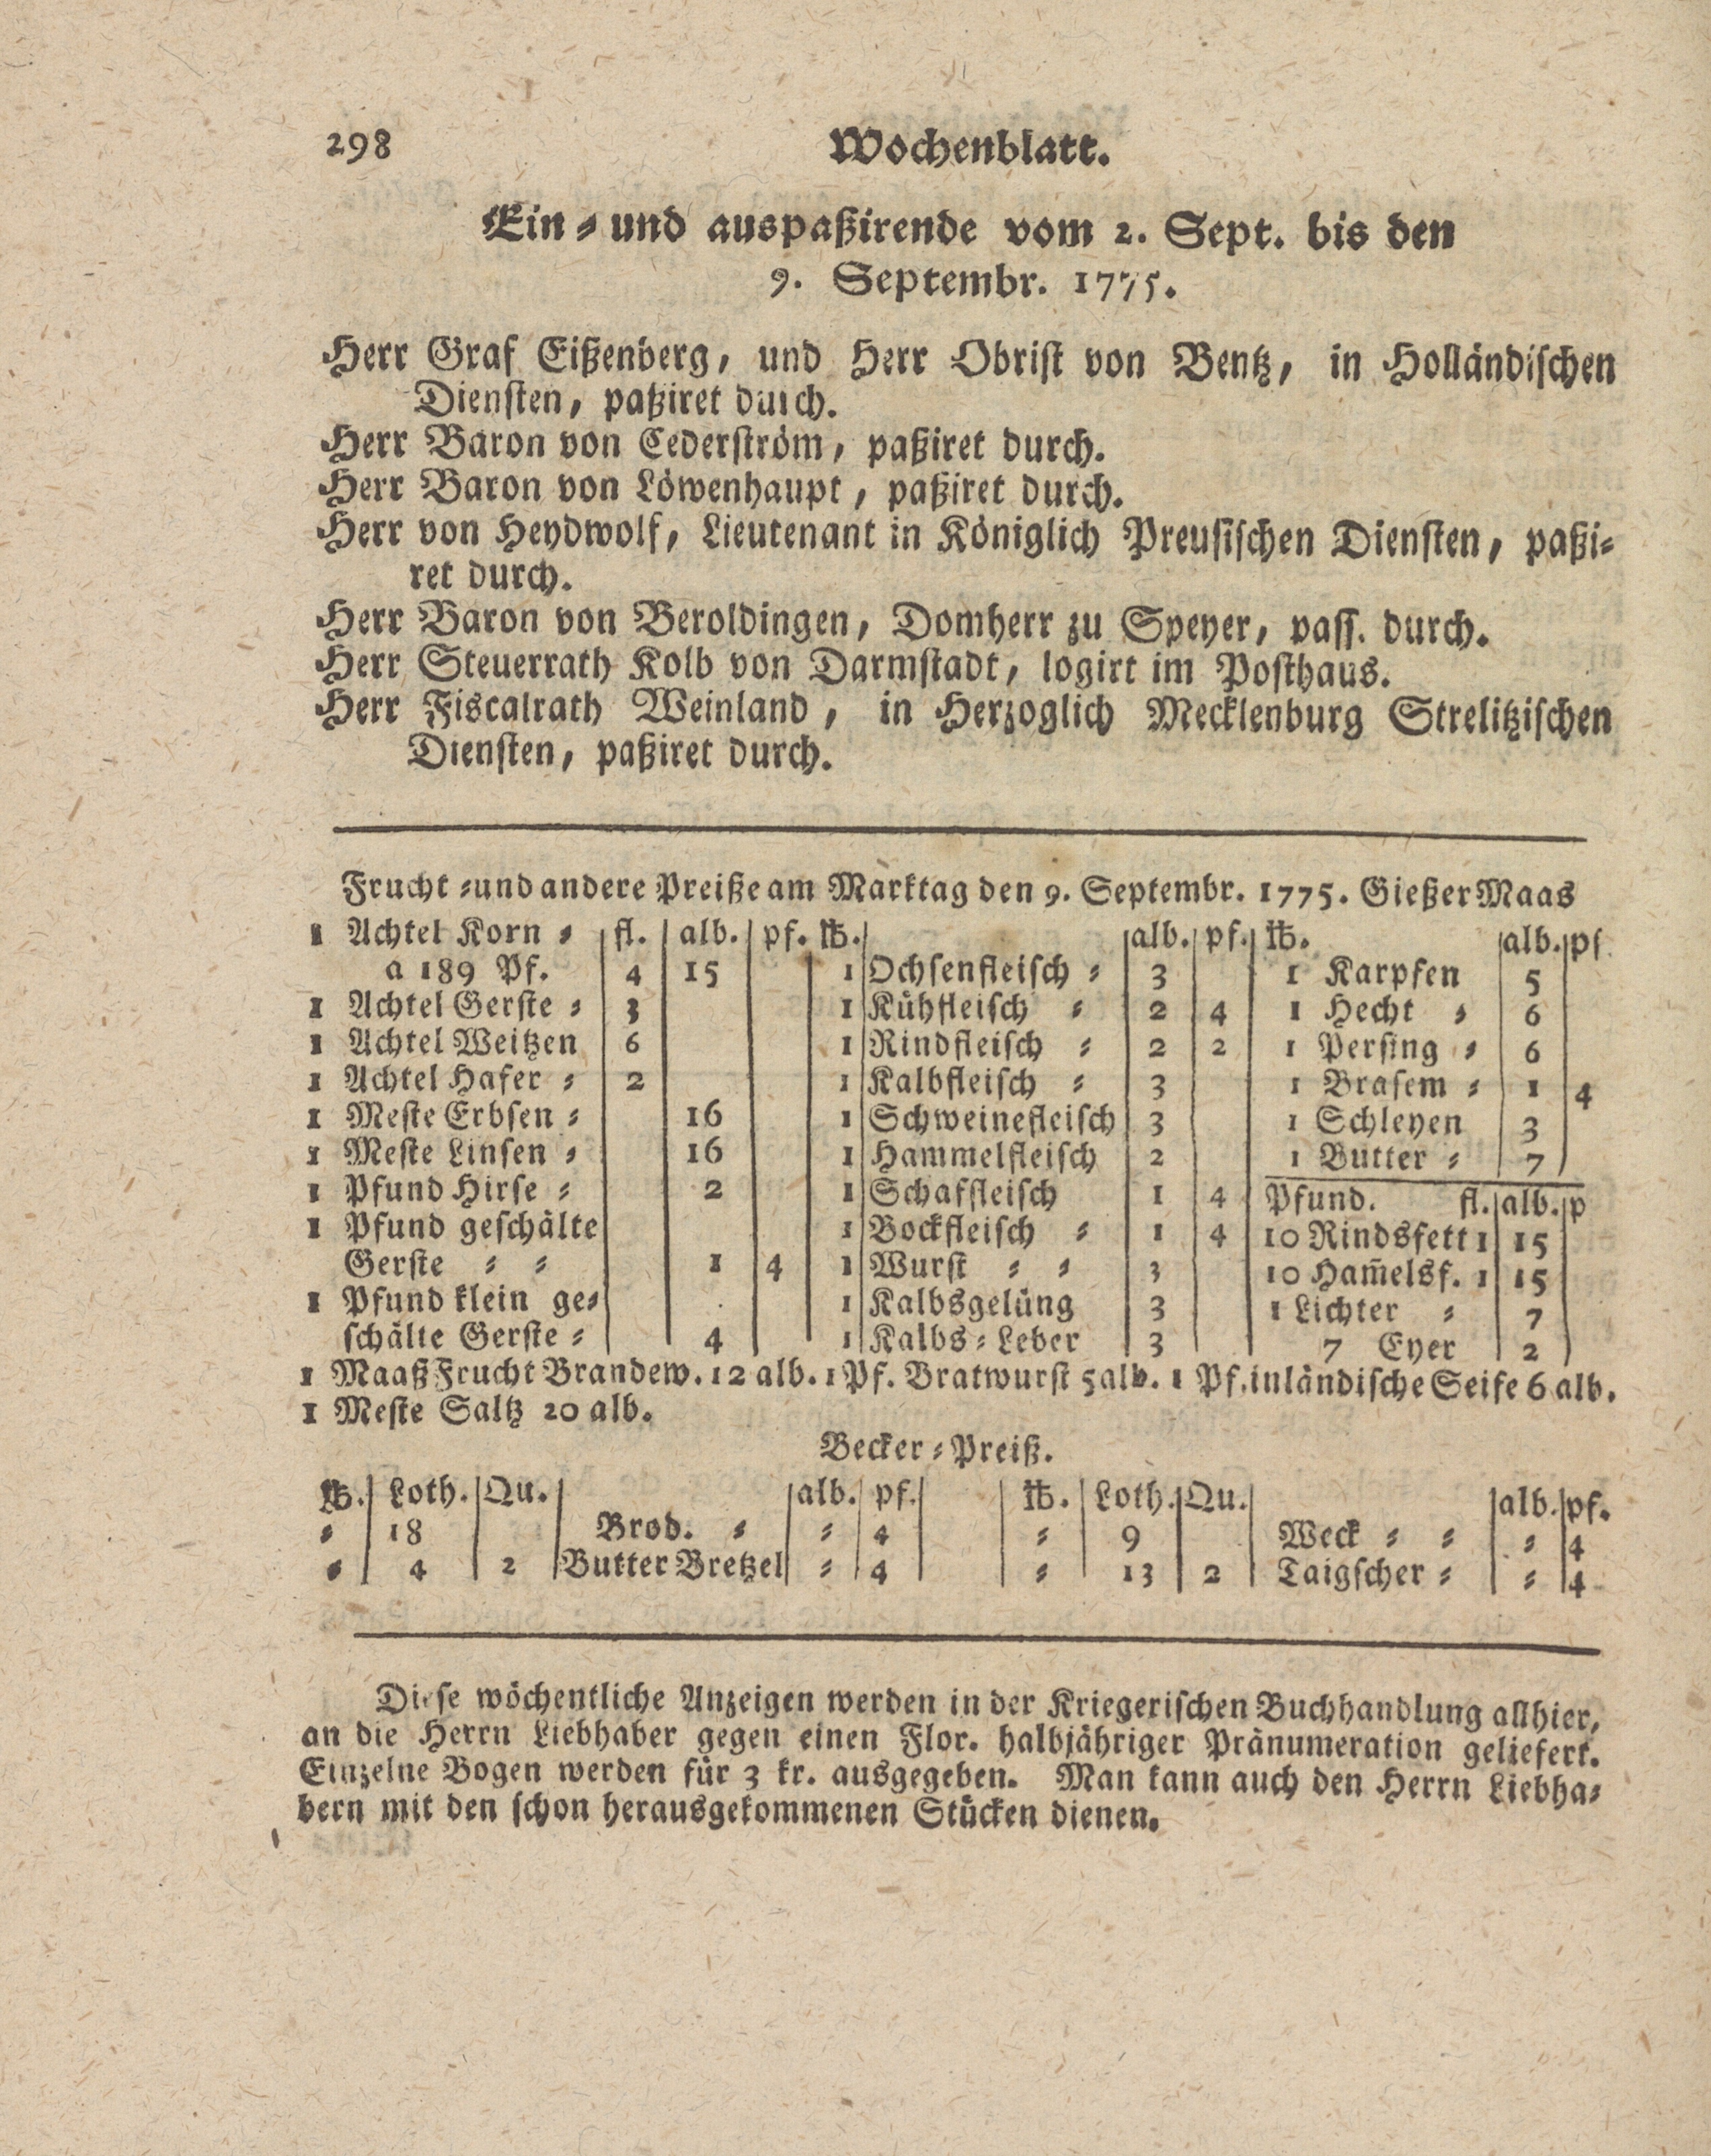 298 Wochenblatt.
Ein- und auspaßirende vom 2. Sept. bis den
9. Septembr. 1775.
Herr Graf Eißenberg, und Herr Obrist von Bentz, in Holländischen
Diensten, paßiret durch.
Herr Baron von Cederström, paßiret durch.
Herr Baron von Löwenhaupt, paßiret durch.
Herr von Heydwolf, Lieutenant in Königlich Preusischen Diensten, paßi-
ret durch.
Herr Baron von Beroldingen, Domherr zu Speyer, pass. durch.
Herr Steuerrath Kolb von Darmstadt, logirt im Posthaus.
Herr Fiscalrath Weinland, in Herzoglich Mecklenburg Strelitzischen
Diensten, paßiret durch.
Frucht-und andere Preiße am Marktag den 9. Septembr. 1775. Gießer Maas
1 Achtel Korn - fl. alb. pf. ℔. alb. pf. ℔. alb. pf
a 189 Pf. 4 15 1 Ochsenfleisch - 3 1 Karpfen 5
1 Achtel Gerste - 3 1 Kühfleisch - 2 4 1 Hecht - 6
1 Achtel Weitzen 6 1 Rindfleisch - 2 2 1 Persing - 6
1 Achtel Hafer - 2 1 Kalbfleisch - 3 1 Brasem - 1 4
1 Meste Erbsen - 16 1 Schweinefleisch 3 1 Schleyen 3
1 Meste Linsen - 16 1 Hammelfleisch 2 1 Butter - 7
1 Pfund Hirse - 2 1 Schaffleisch 1 4 Pfund. fl. alb. p
1 Pfund geschälte 1 Bockfleisch - 1 4 10 Rindsfett 1 15
Gerste - - 1 4 1 Wurst - - 3 10 Ham̄elsf. 1 15
1 Pfund klein ge- 1 Kalbsgelüng 3 1 Lichter - 7
schälte Gerste - 4 1 Kalbs-Leber 3 7 Eyer 2
1 Maaß Frucht Brandew. 12 alb. 1 Pf. Bratwurst 5 alb. 1 Pf. inländische Seife 6 alb.
1 Meste Saltz 20 alb.
Becker-Preiß.
℔. Loth. Qu. alb. pf. ℔. Loth. Qu. alb. pf.
- 18 Brod. - - 4 - 9 Weck - - - 4
- 4 2 Butter Bretzel - 4 - 13 2 Taigscher - - 4
Diese wöchentliche Anzeigen werden in der Kriegerischen Buchhandlung allhier,
an die Herrn Liebhaber gegen einen Flor. halbjähriger Pränumeration geliefert.
Einzelne Bogen werden für 3 kr. ausgegeben. Man kann auch den Herrn Liebha-
bern mit den schon herausgekommenen Stücken dienen.